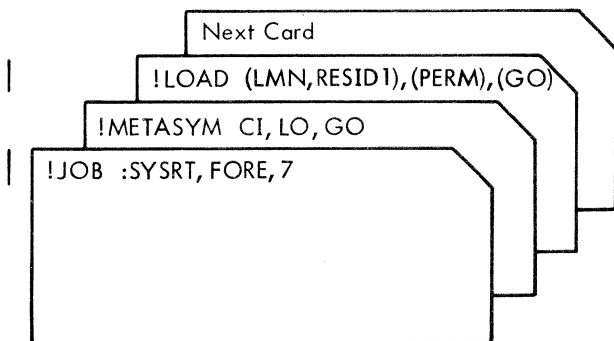 Next Card
!LOAD (LMN,RESID1),(PERM),(GO)
!METASYM CI, LO, GO
!JOB :SYSRT, FORE, 7